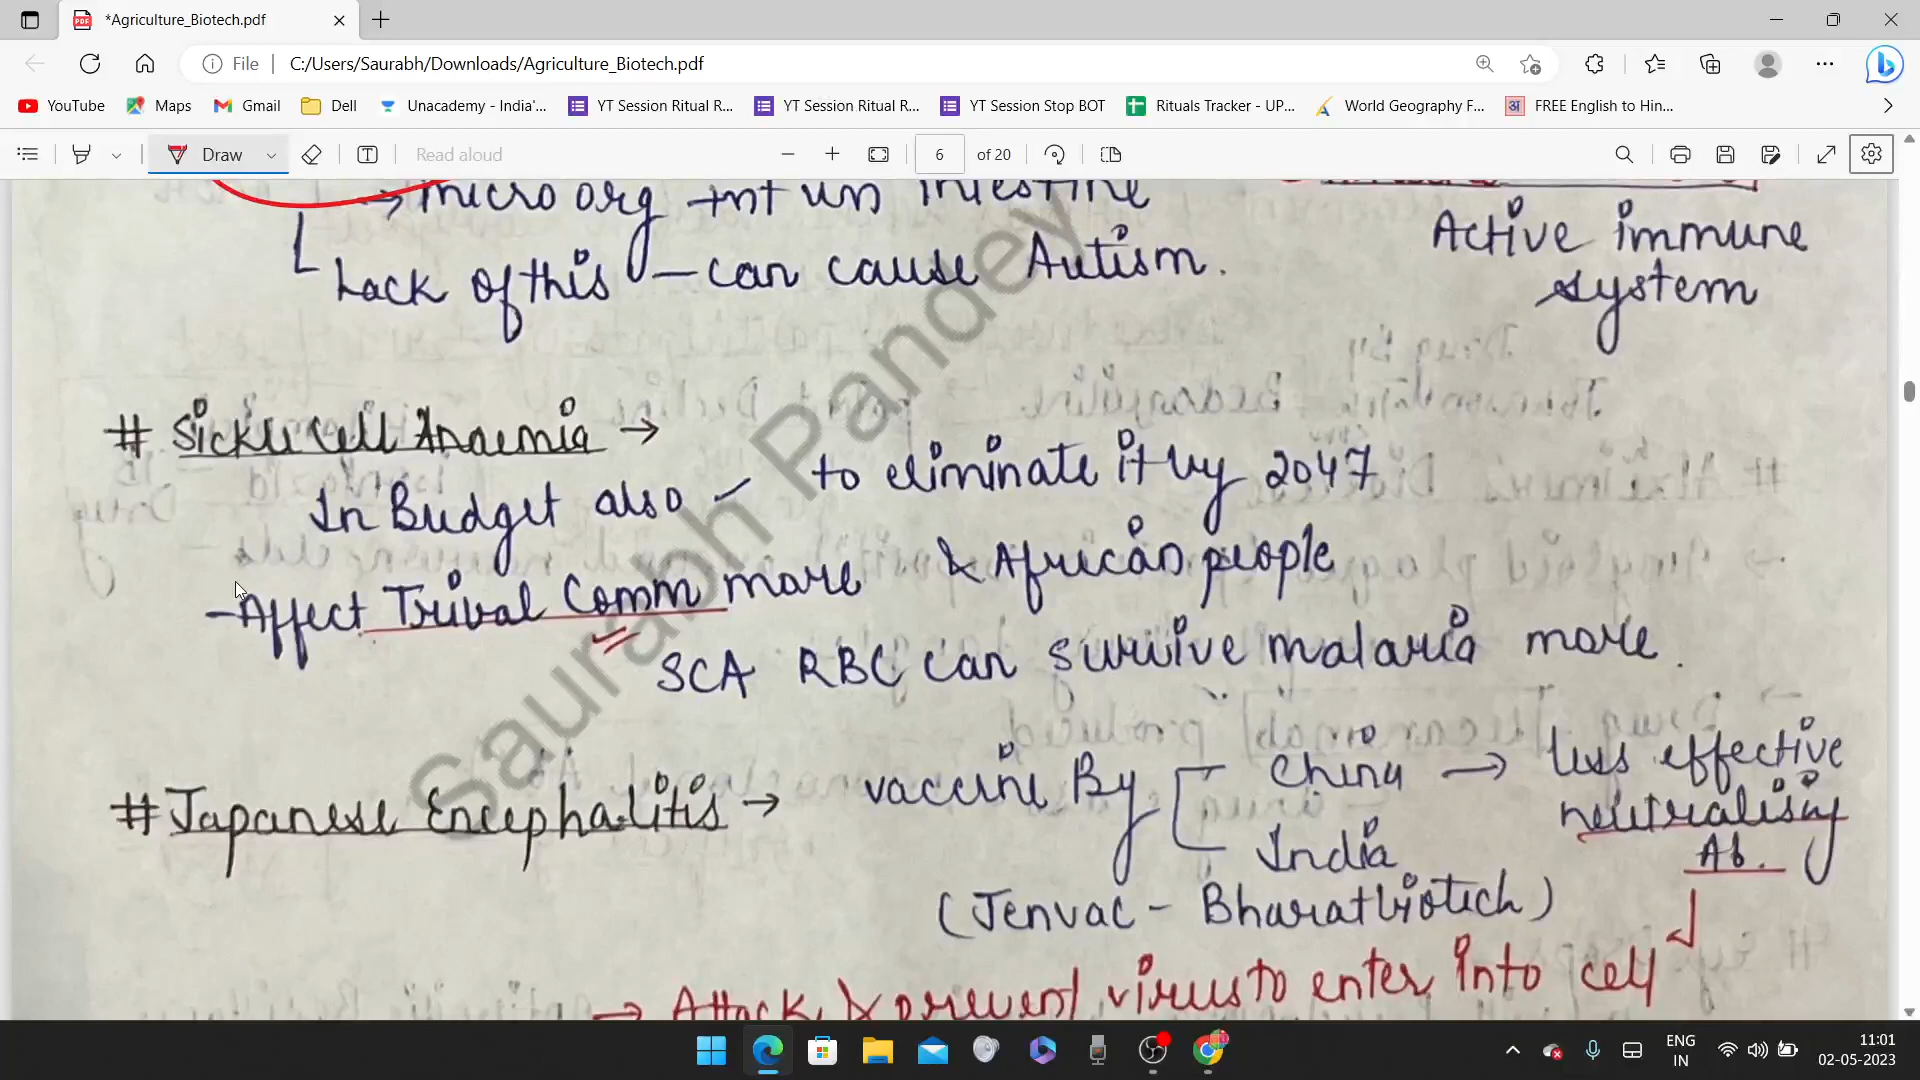 *Agriculture_Biotech.pdf
File C:/Users/Saurabh/Downloads/Agriculture_Biotech.pdf
YouTube Maps Gmail Dell Unacademy - India'... YT Session Ritual R... YT Session Ritual R... YT Session Stop BOT Rituals Tracker - UP... World Geography F... FREE English to Hin...
Draw Read aloud 6 of 20
→ micro org +nt un intestine
Lack of this — can cause Autism.
Active immune
system
# Sickle Cell Anaemia →
In Budget also — to eliminate it by 2047
- Affect Trival Comm more & African people
SCA RBC can survive malaria more.
# Japanese Encephalitis → vaccine By China → less effective
neutralising
Ab.
India
(Jenvac - Bharatbiotech)
→ Attack & prevent virus to enter into cell
Saurabh Pandey
ENG
IN
11:01
02-05-2023